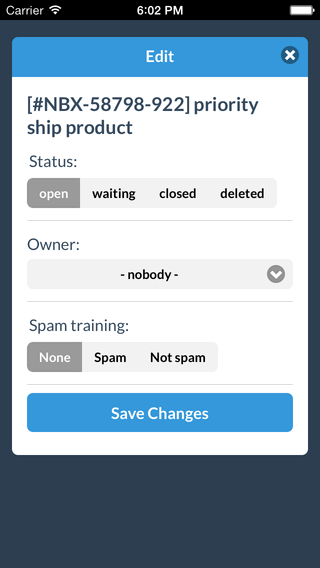 Carrier 6:02 PM
Edit
[#NBX-58798-922] priority
ship product
Status:
open waiting closed deleted
Owner:
- nobody -
Spam training:
None Spam Not spam
Save Changes